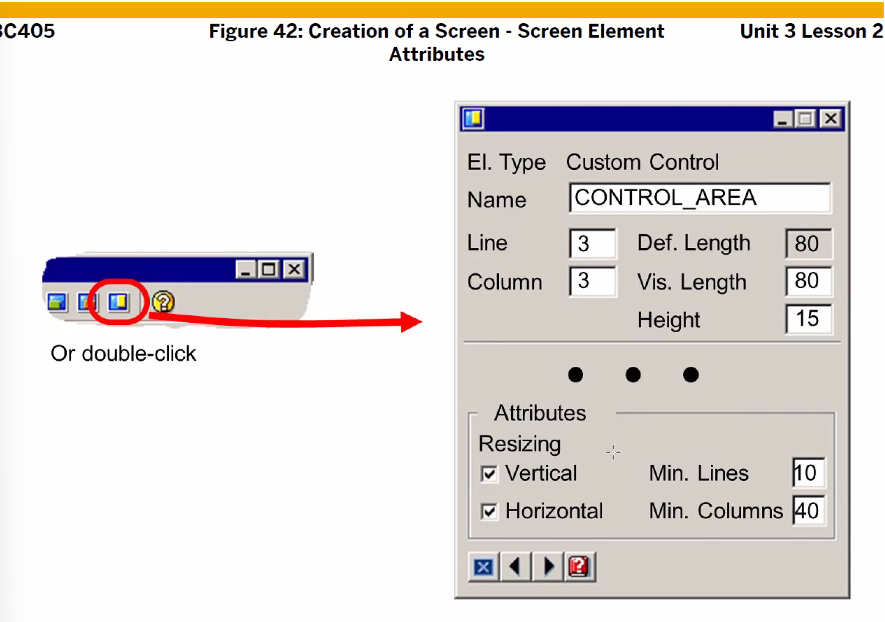 BC405 Figure 42: Creation of a Screen - Screen Element Unit 3 Lesson 2
Attributes
El. Type Custom Control
Name CONTROL_AREA
Line 3 Def. Length 80
Column 3 Vis. Length 80
Height 15
Or double-click
Attributes
Resizing
Vertical Min. Lines 10
Horizontal Min. Columns 40